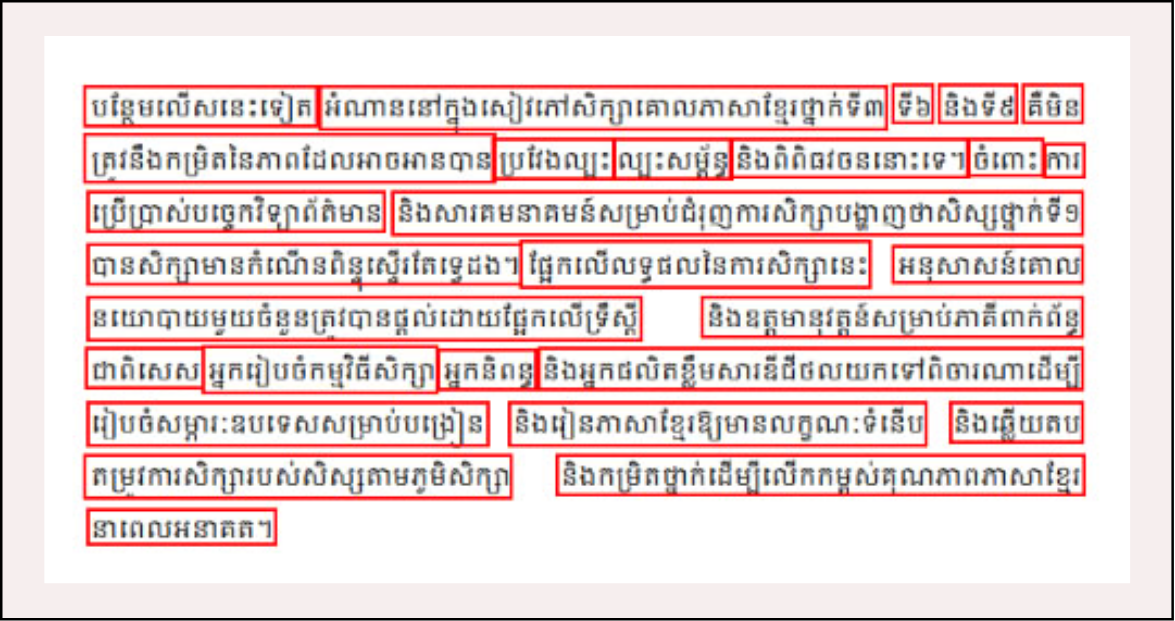 បន្ថែមលើសនេះទៀត អំណាននៅក្នុងសៀវភៅសិក្សាគោលភាសាខ្មែរថ្នាក់ទី៣ ទី៦ និងទី៩ គឺមិន
ត្រូវនឹងកម្រិតនៃភាពដែលអាចអានបាន ប្រវែងល្បះ ល្បះសម្ព័ន្ធ និងពិពិធវចននោះទេ។ ចំពោះ ការ
ប្រើប្រាស់បច្ចេកវិទ្យាព័ត៌មាន និងសារគមនាគមន៍សម្រាប់ជំរុញការសិក្សាបង្ហាញថាសិស្សថ្នាក់ទី១
បានសិក្សាមានកំណើនពិន្ទុស្ទើរតែទ្វេដង។ ផ្អែកលើលទ្ធផលនៃការសិក្សានេះ អនុសាសន៍គោល
នយោបាយមួយចំនួនត្រូវបានផ្តល់ដោយផ្អែកលើទ្រឹស្តី និងឧត្តមានុវត្តន៍សម្រាប់ភាគីពាក់ព័ន្ធ
ជាពិសេស អ្នករៀបចំកម្មវិធីសិក្សា អ្នកនិពន្ធ និងអ្នកផលិតខ្លឹមសារឌីជីថលយកទៅពិចារណាដើម្បី
រៀបចំសម្ភារៈឧបទេសសម្រាប់បង្រៀន និងរៀនភាសាខ្មែរឱ្យមានលក្ខណៈទំនើប និងឆ្លើយតប
តម្រូវការសិក្សារបស់សិស្សតាមភូមិសិក្សា និងកម្រិតថ្នាក់ដើម្បីលើកកម្ពស់គុណភាពភាសាខ្មែរ
នាពេលអនាគត។